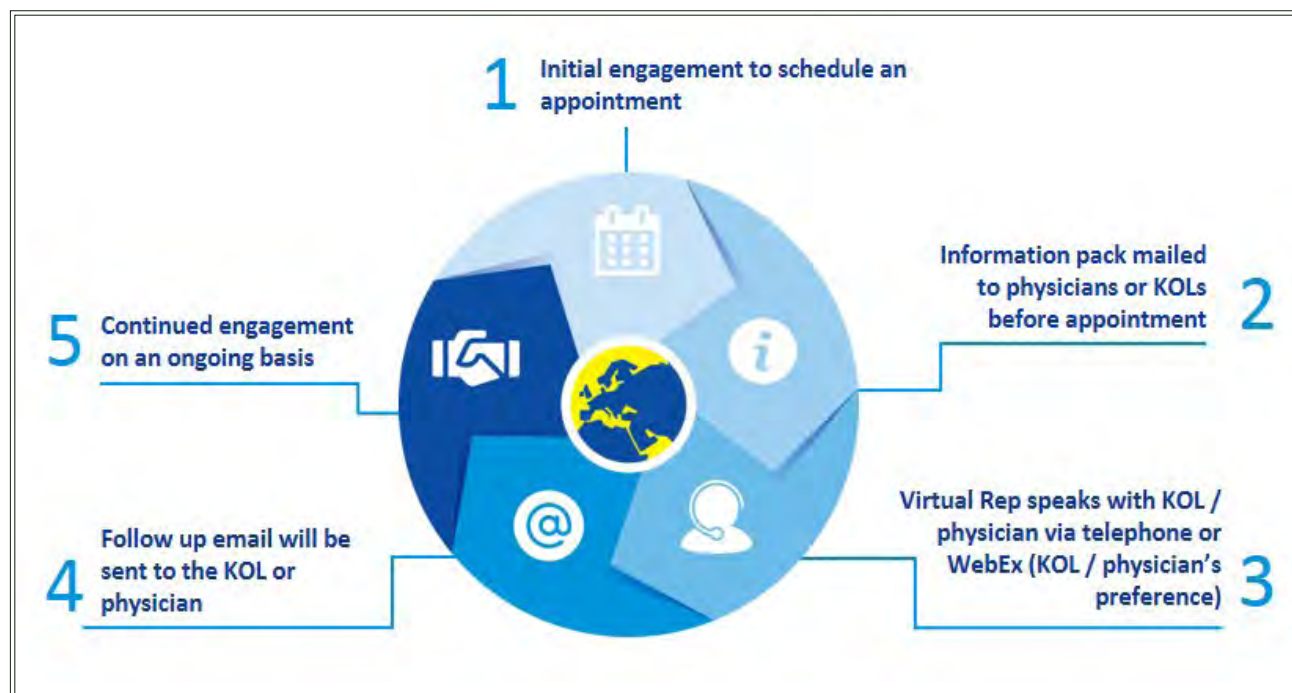 1
Initial engagement to schedule an
appointment
2
Information pack mailed
to physicians or KOLs
before appointment
3
Virtual Rep speaks with KOL /
physician via telephone or
WebEx (KOL / physician's
preference)
4
Follow up email will be
sent to the KOL or
physician
5
Continued engagement
on an ongoing basis
i
@